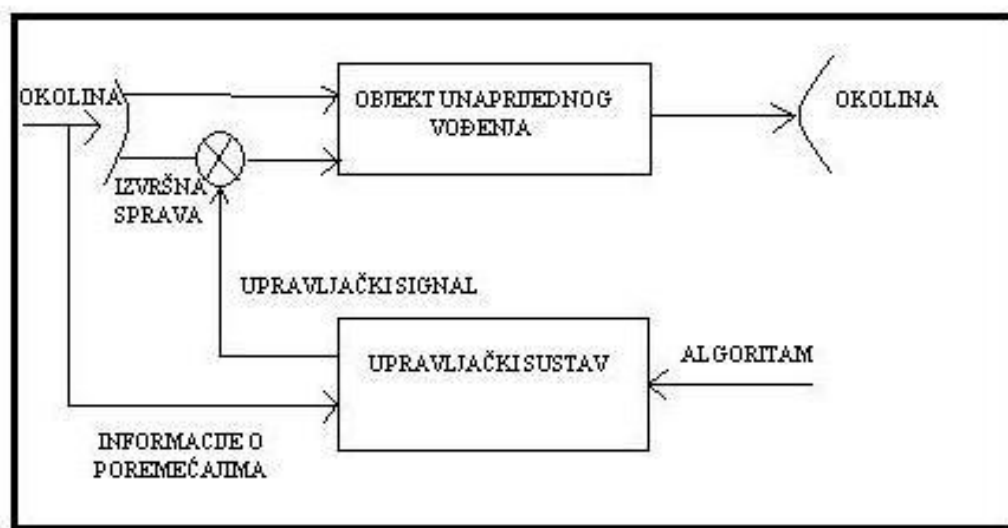 OKOLINA
OBJEKT UNAPRIJEDNOG
VOĐENJA
OKOLINA
IZVRŠNA
SPRAVA
UPRAVLJAČKI SIGNAL
UPRAVLJAČKI SUSTAV
ALGORITAM
INFORMACIJE O
POREMEĆAJIMA